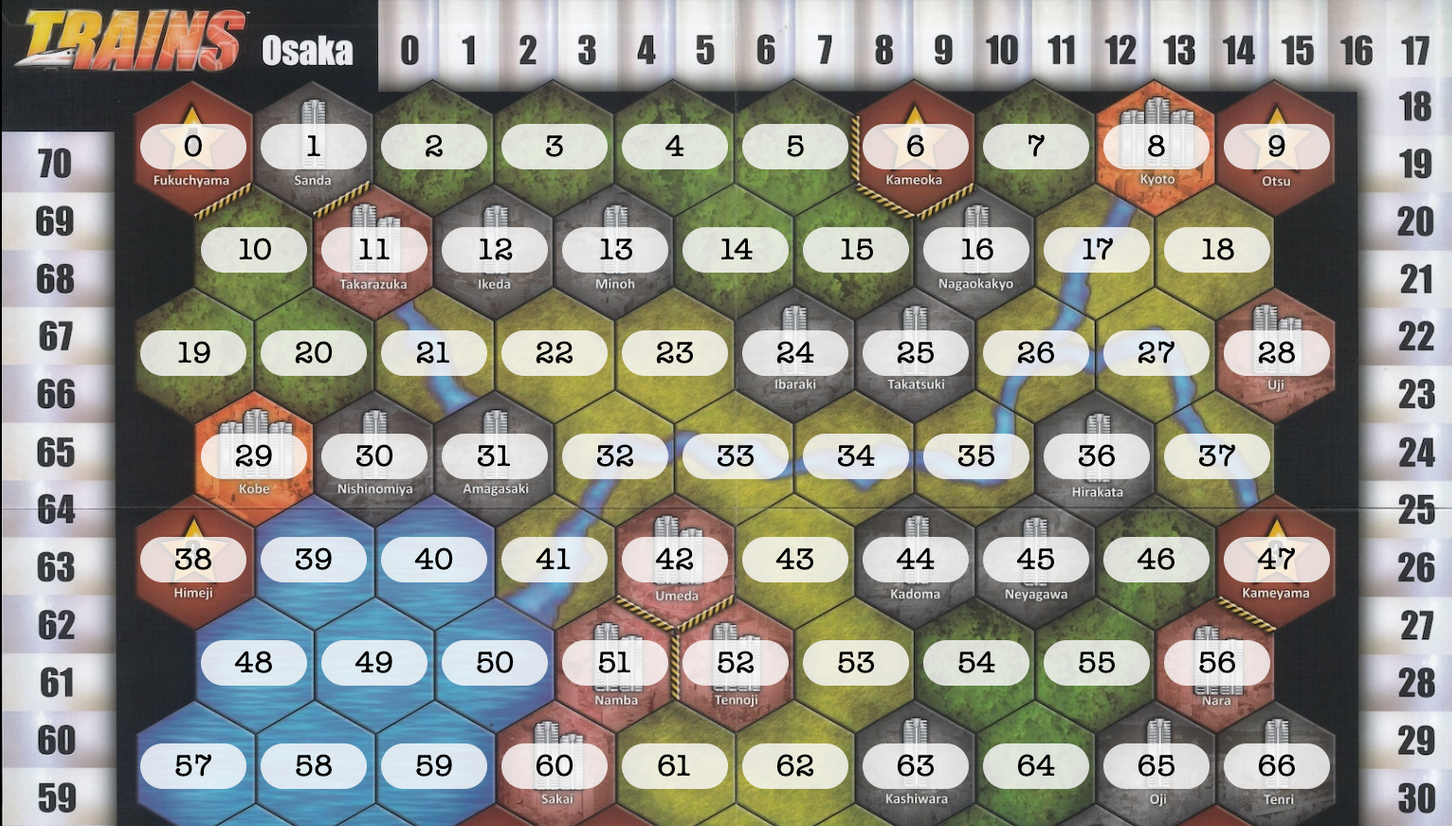 TRAINS Osaka 0 1 2 3 4 5 6 7 8 9 10 11 12 13 14 15 16 17
18
0 1 2 3 4 5 6 7 8 9
70 19
Fukuchyama Sanda Kameoka Kyoto Otsu
69 20
10 11 12 13 14 15 16 17 18
68 21
Takarazuka Ikeda Minoh Nagaokakyo
67 22
19 20 21 22 23 24 25 26 27 28
Ibaraki Takatsuki Uji
66 23
65 24
29 30 31 32 33 34 35 36 37
Kobe Nishinomiya Amagasaki Hirakata
64 25
38 39 40 41 42 43 44 45 46 47
63 26
Himeji Umeda Kadoma Neyagawa Kameyama
62 27
48 49 50 51 52 53 54 55 56
61 28
Namba Tennoji Nara
60 29
57 58 59 60 61 62 63 64 65 66
59 30
Sakai Kashiwara Oji Tenri